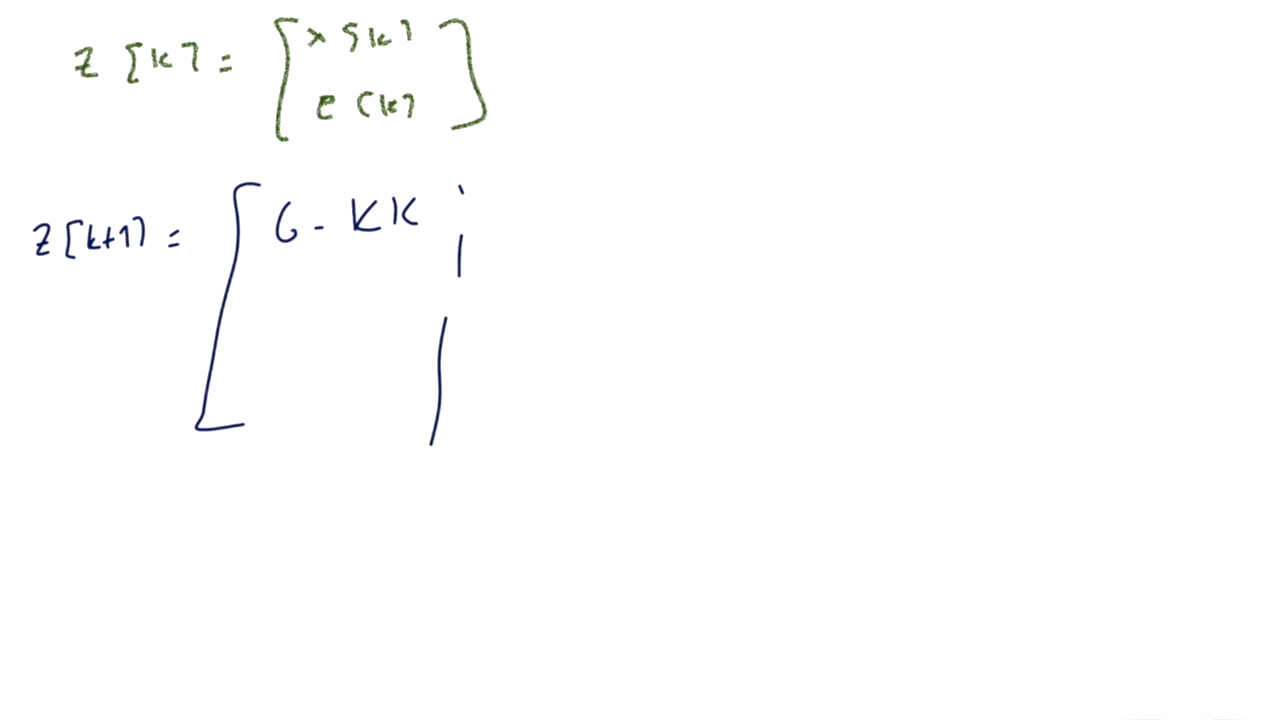 z[k] = [x[k]
e[k]]
z[k+1] = [G - KK